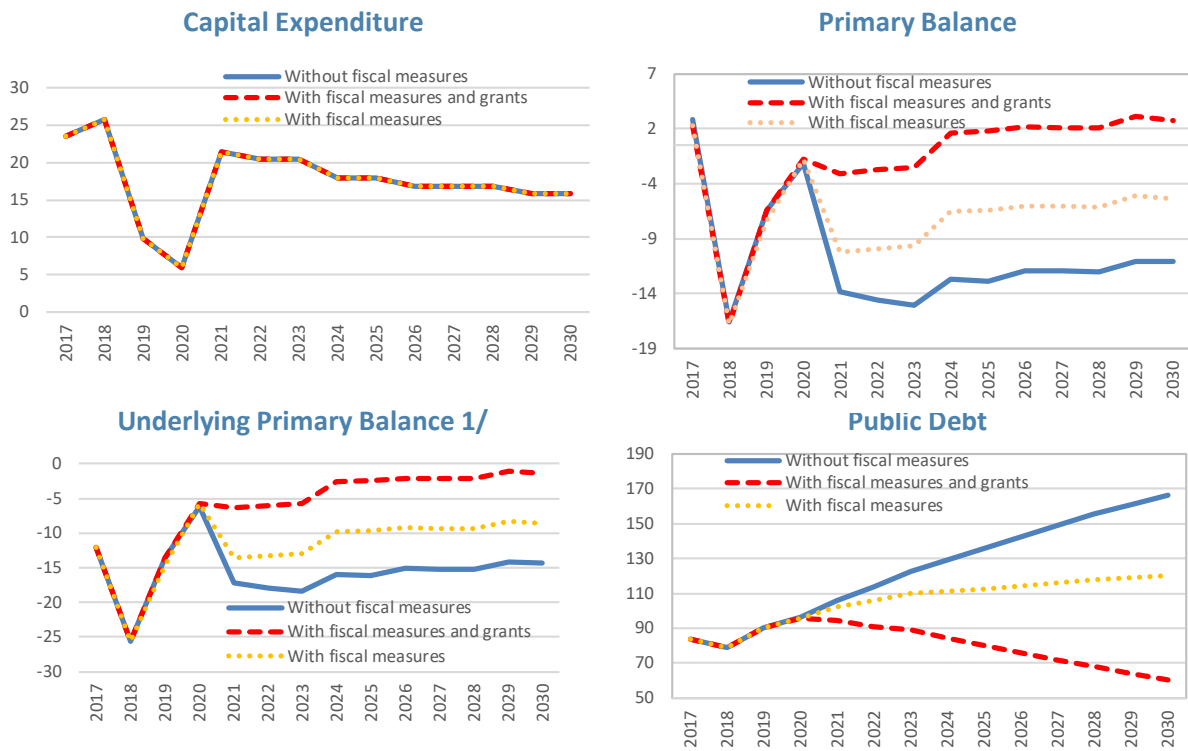 Capital Expenditure
Without fiscal measures
With fiscal measures and grants
With fiscal measures
30
25
20
15
10
5
0
2017 2018 2019 2020 2021 2022 2023 2024 2025 2026 2027 2028 2029 2030
Primary Balance
Without fiscal measures
With fiscal measures and grants
With fiscal measures
7
2
-4
-9
-14
-19
2017 2018 2019 2020 2021 2022 2023 2024 2025 2026 2027 2028 2029 2030
Underlying Primary Balance 1/
0
-5
-10
-15
-20
-25
-30
Without fiscal measures
With fiscal measures and grants
With fiscal measures
2017 2018 2019 2020 2021 2022 2023 2024 2025 2026 2027 2028 2029 2030
Public Debt
Without fiscal measures
With fiscal measures and grants
With fiscal measures
190
170
150
130
110
90
70
50
2017 2018 2019 2020 2021 2022 2023 2024 2025 2026 2027 2028 2029 2030